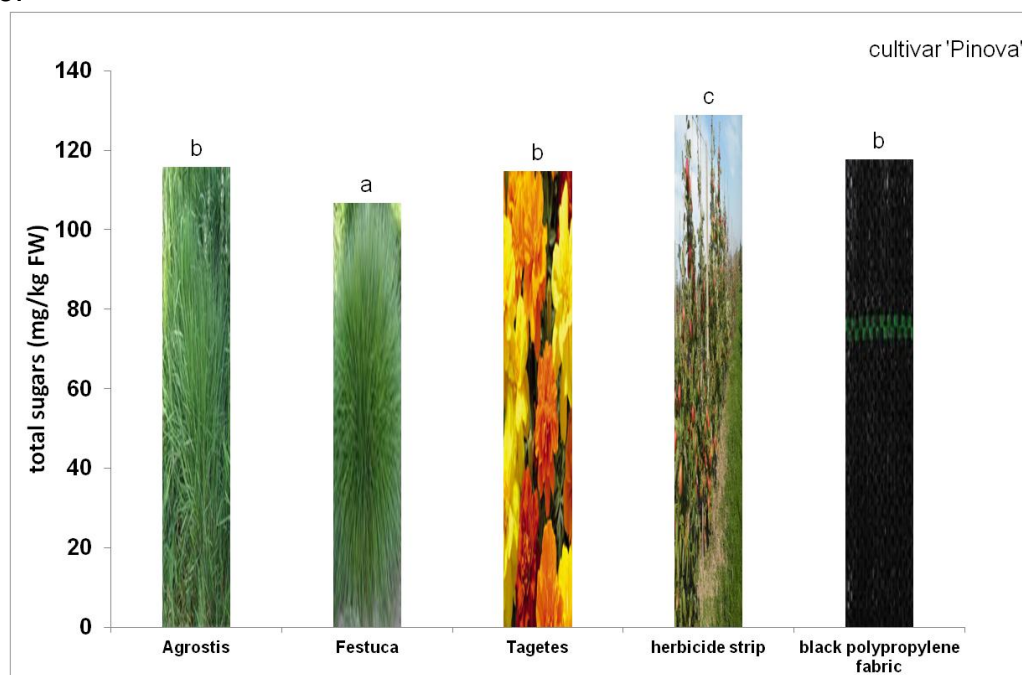 cultivar 'Pinova'
140
120
100
80
60
40
20
0
total sugars (mg/kg FW)
b
a
b
c
b
Agrostis
Festuca
Tagetes
herbicide strip
black polypropylene
fabric